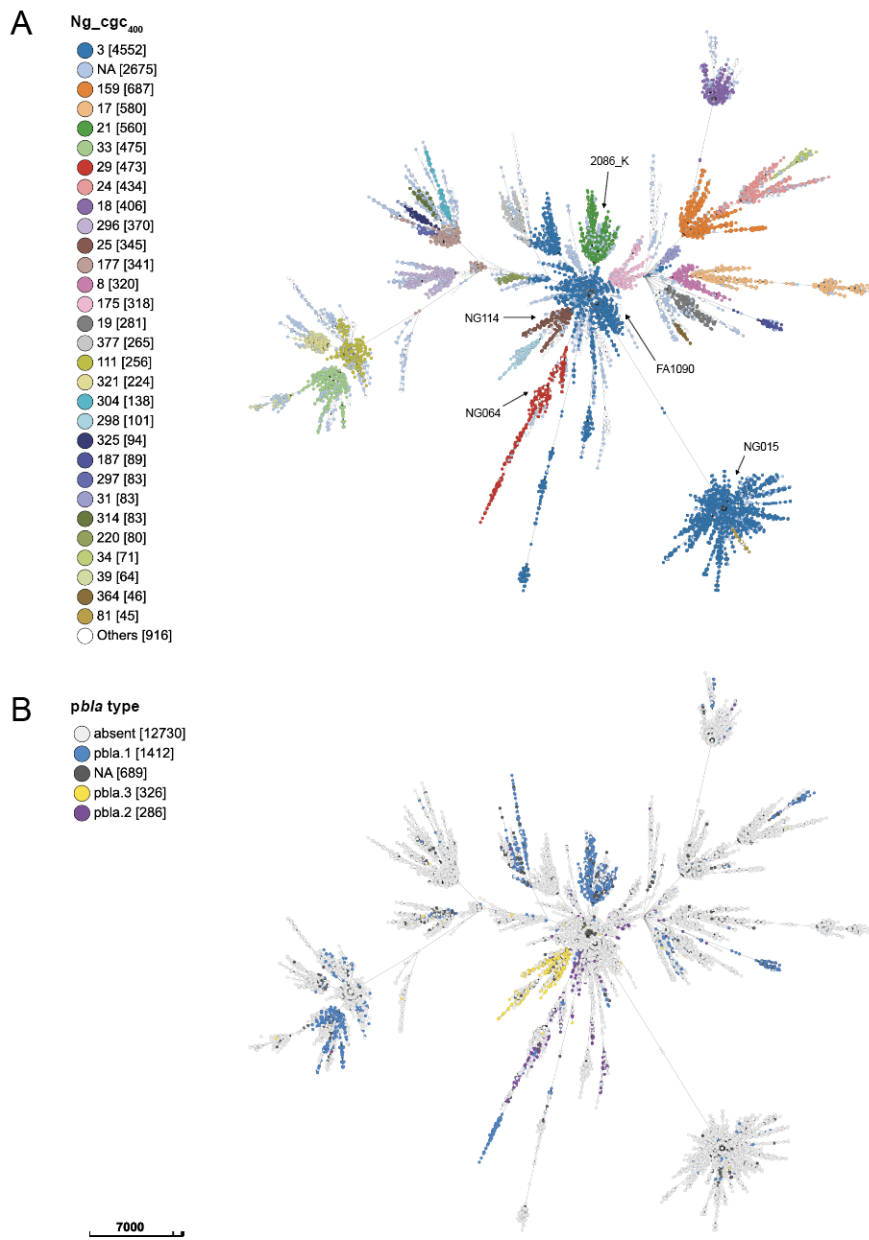 A
Ng_cgc400
3 [4552]
NA [2675]
159 [687]
17 [580]
21 [560]
33 [475]
29 [473]
24 [434]
18 [406]
296 [370]
25 [345]
177 [341]
8 [320]
175 [318]
19 [281]
377 [265]
111 [256]
321 [224]
304 [138]
298 [101]
325 [94]
187 [89]
297 [83]
31 [83]
314 [83]
220 [80]
34 [71]
39 [64]
364 [46]
81 [45]
Others [916]
2086_K
NG114
FA1090
NG064
NG015
B
pbla type
absent [12730]
pbla.1 [1412]
NA [689]
pbla.3 [326]
pbla.2 [286]
7000